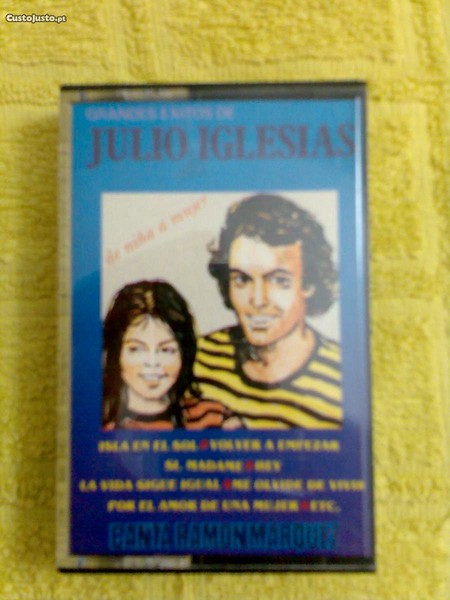 CustoJusto.pt
GRANDES EXITOS DE
JULIO IGLESIAS
de niña a mujer
ISLA EN EL SOL VOLVER A EMPEZAR
SI, MADAME HEY
LA VIDA SIGUE IGUAL ME OLVIDE DE VIVIR
POR EL AMOR DE UNA MUJER ETC.
CANTA RAMON MARQUEZ